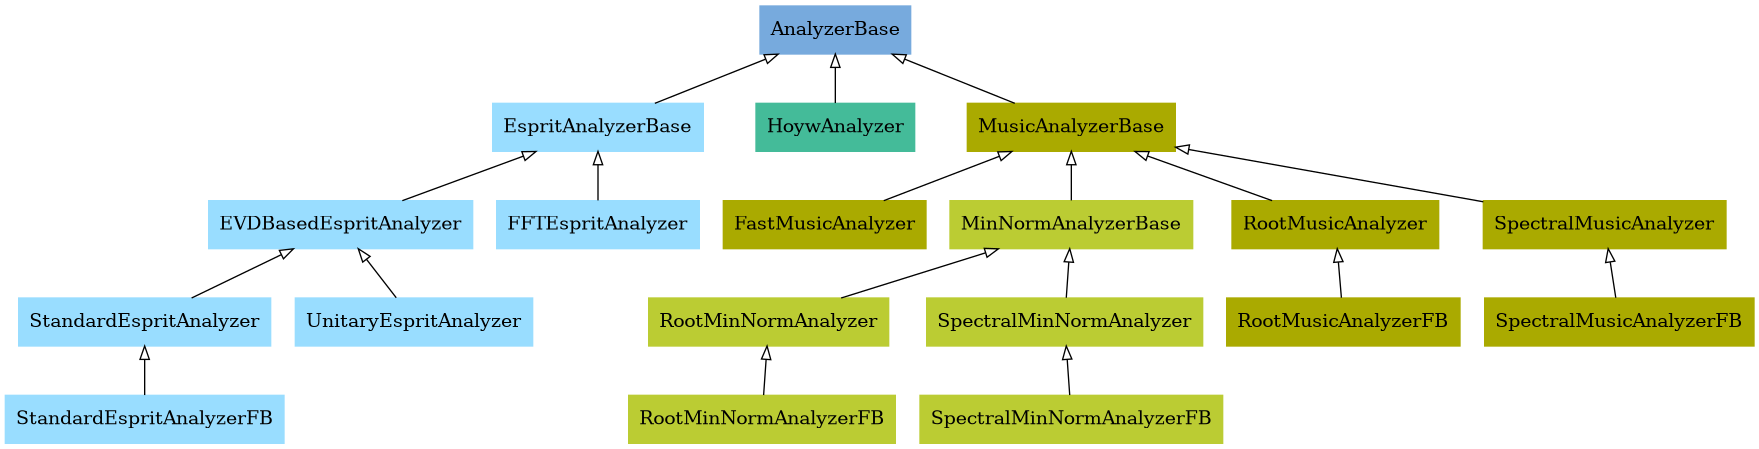 AnalyzerBase
EspritAnalyzerBase
HoywAnalyzer
MusicAnalyzerBase
EVDBasedEspritAnalyzer
FFTEspritAnalyzer
FastMusicAnalyzer
MinNormAnalyzerBase
RootMusicAnalyzer
SpectralMusicAnalyzer
StandardEspritAnalyzer
UnitaryEspritAnalyzer
RootMinNormAnalyzer
SpectralMinNormAnalyzer
RootMusicAnalyzerFB
SpectralMusicAnalyzerFB
StandardEspritAnalyzerFB
RootMinNormAnalyzerFB
SpectralMinNormAnalyzerFB